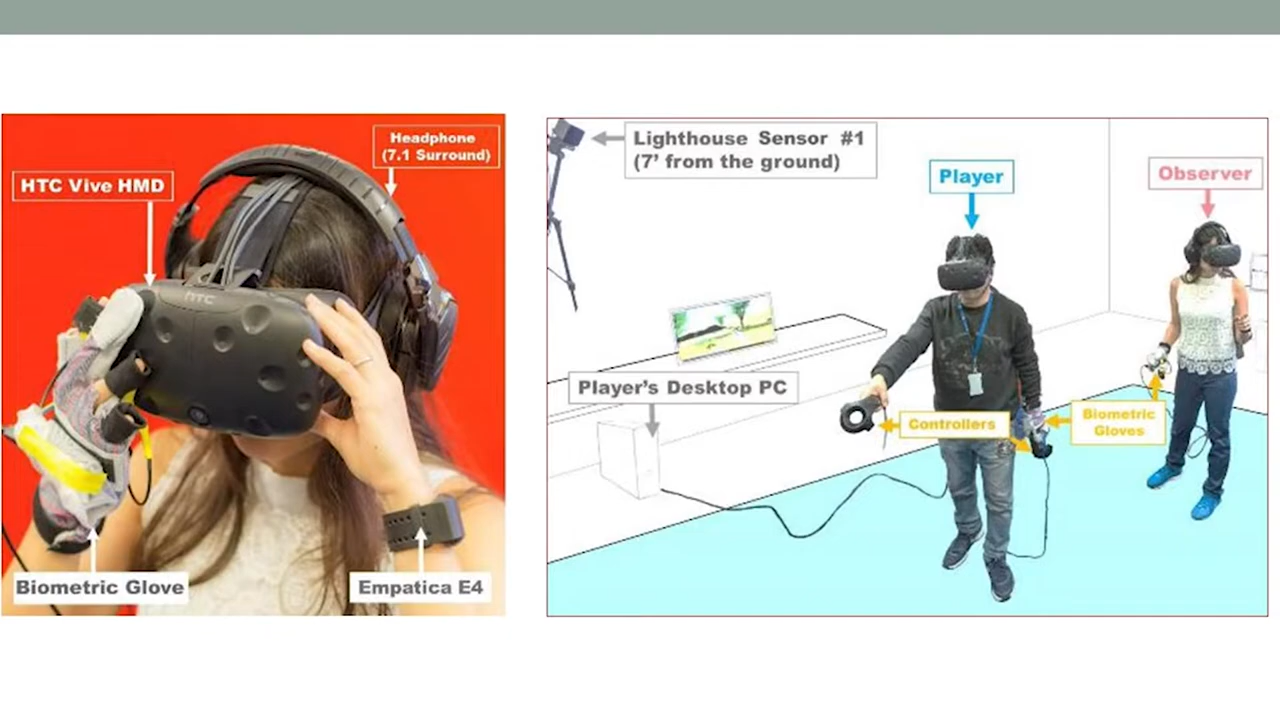 Headphone
(7.1 Surround)
HTC Vive HMD
hTC
Biometric Glove
Empatica E4
Lighthouse Sensor #1
(7’ from the ground)
Player
Observer
Player’s Desktop PC
Controllers
Biometric
Gloves